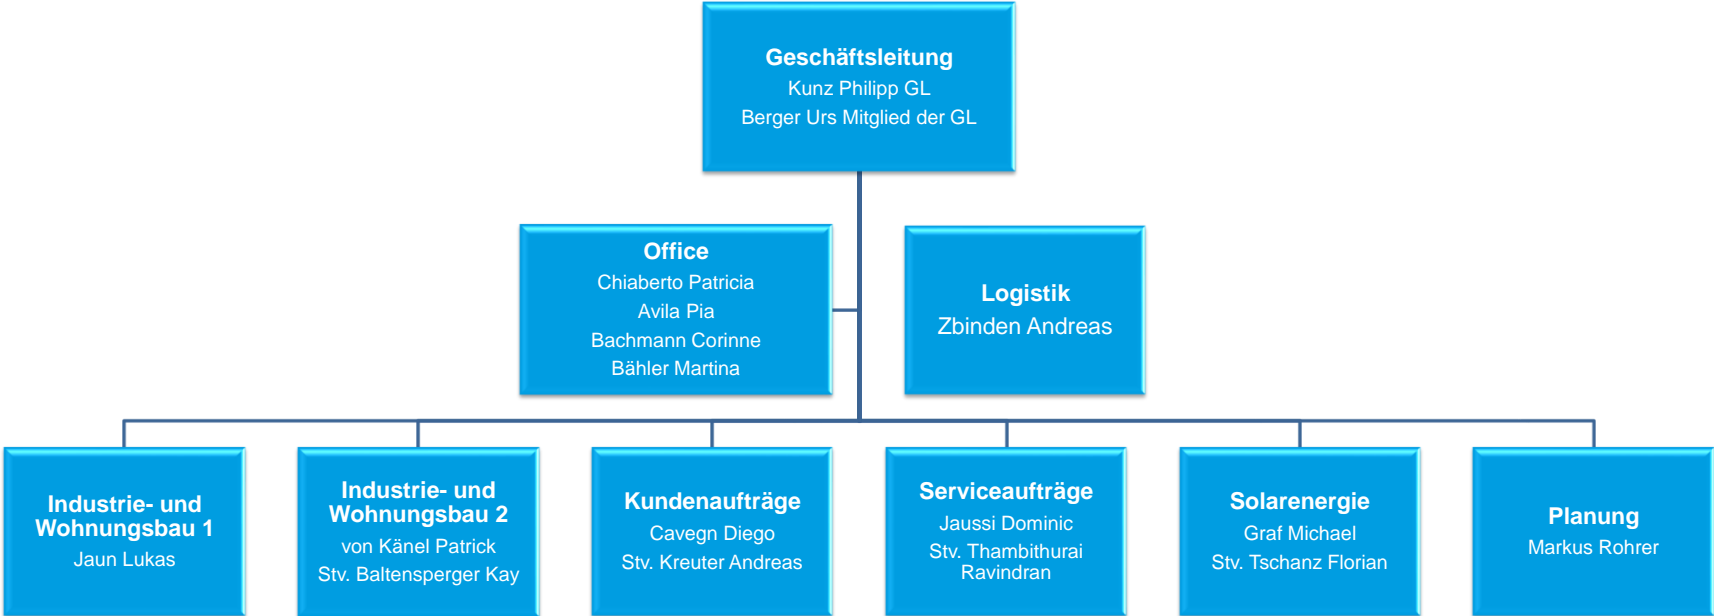 Geschäftsleitung
Kunz Philipp GL
Berger Urs Mitglied der GL
Office
Chiaberto Patricia
Avila Pia
Bachmann Corinne
Bähler Martina
Logistik
Zbinden Andreas
Industrie- und
Wohnungsbau 1
Jaun Lukas
Industrie- und
Wohnungsbau 2
von Känel Patrick
Stv. Baltensperger Kay
Kundenaufträge
Cavegn Diego
Stv. Kreuter Andreas
Serviceaufträge
Jaussi Dominic
Stv. Thambithurai
Ravindran
Solarenergie
Graf Michael
Stv. Tschanz Florian
Planung
Markus Rohrer